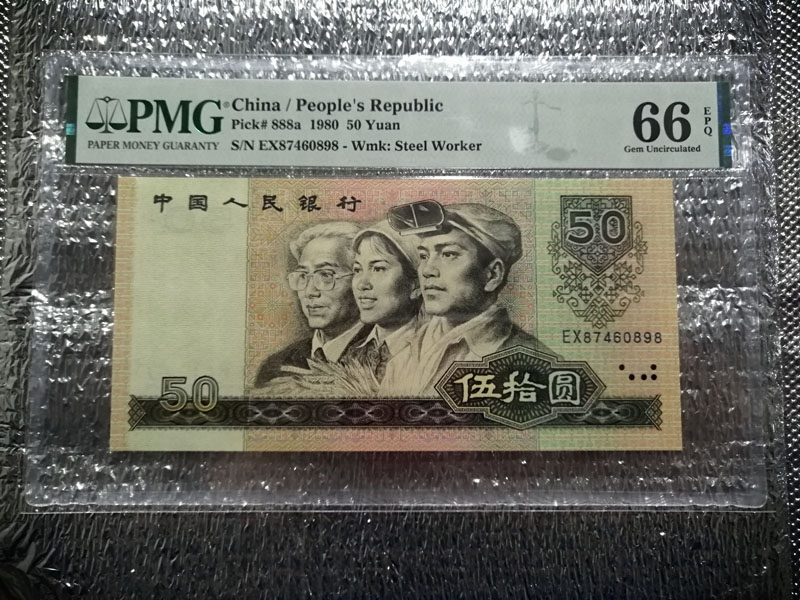 PMG
PAPER MONEY GUARANTY
China / People's Republic
Pick# 888a 1980 50 Yuan
S/N EX87460898 - Wmk: Steel Worker
66 EPQ
Gem Uncirculated
中国人民银行
50
EX87460898
50
伍拾圆